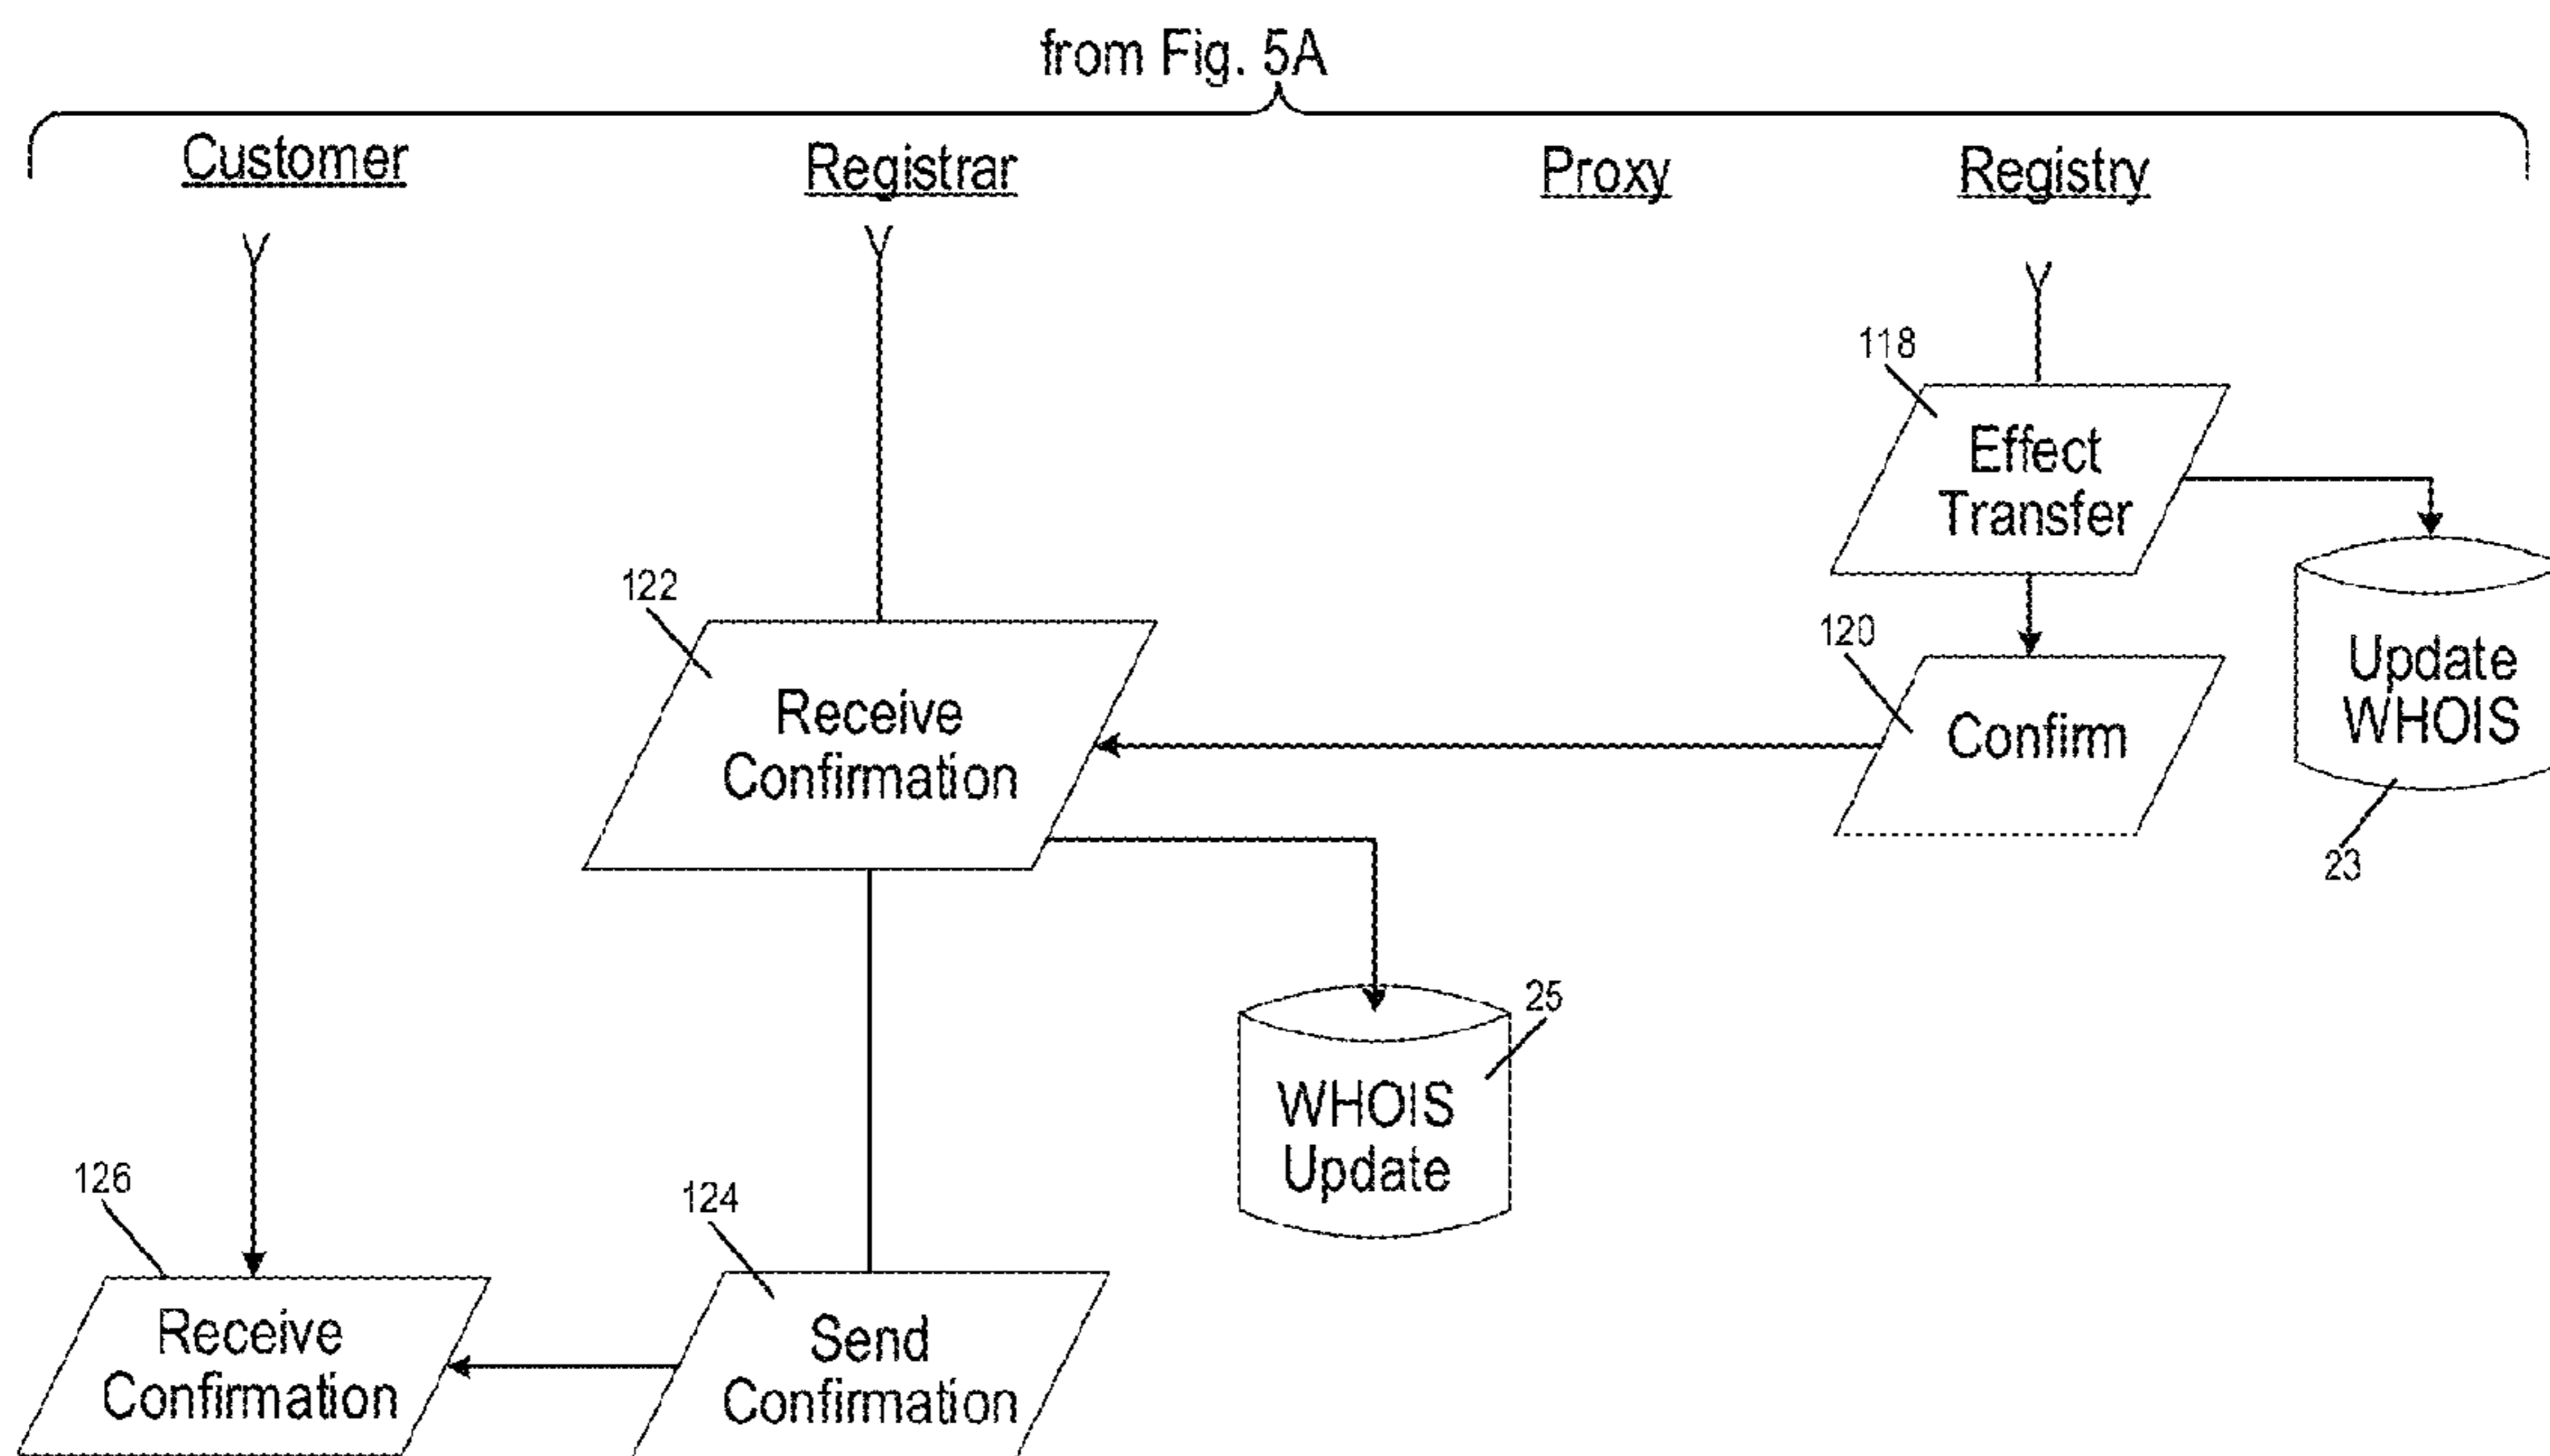 from Fig. 5A
Customer
Registrar
Proxy
Registry
118
Effect
Transfer
122
Receive
Confirmation
120
Confirm
Update
WHOIS
23
25
WHOIS
Update
126
Receive
Confirmation
124
Send
Confirmation